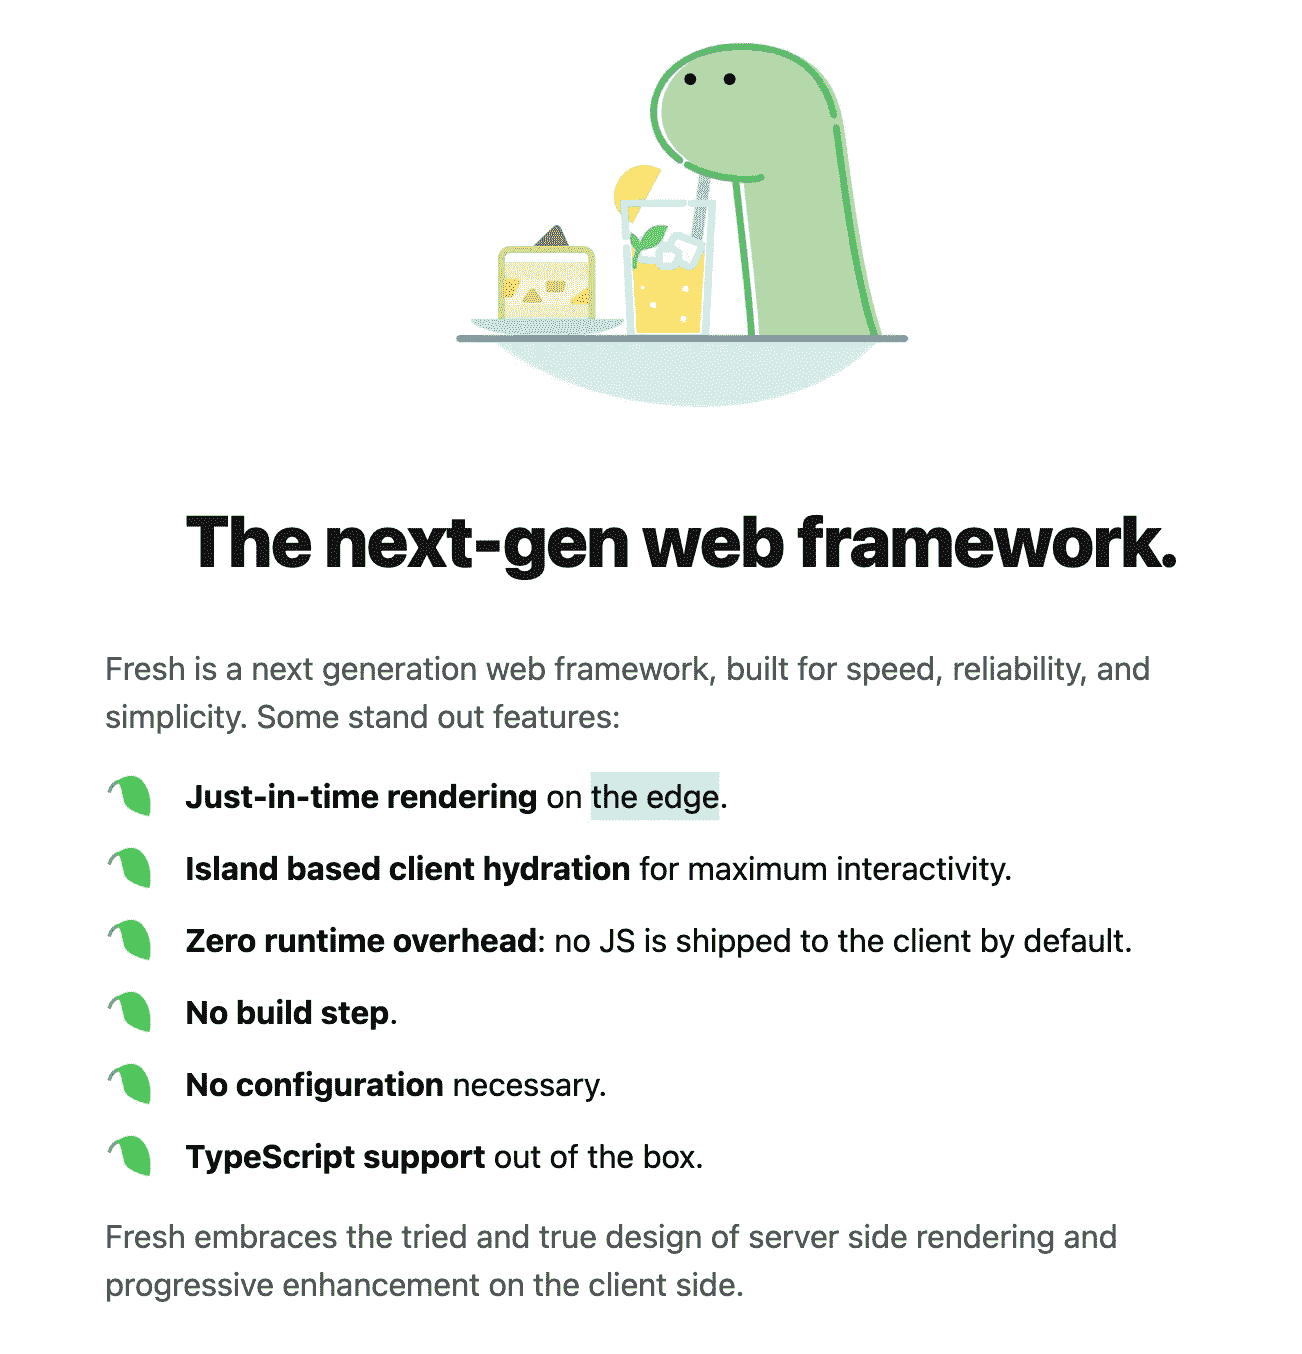 The next-gen web framework.
Fresh is a next generation web framework, built for speed, reliability, and
simplicity. Some stand out features:
Just-in-time rendering on the edge.
Island based client hydration for maximum interactivity.
Zero runtime overhead: no JS is shipped to the client by default.
No build step.
No configuration necessary.
TypeScript support out of the box.
Fresh embraces the tried and true design of server side rendering and
progressive enhancement on the client side.